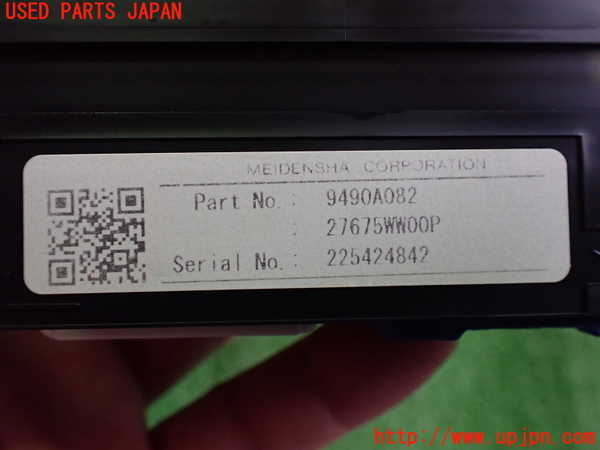 USED PARTS JAPAN
MEIDENSHA CORPORATION
Part No. : 9490A082
: 27675WW00P
Serial No. : 225424842
http://www.upjpn.com/